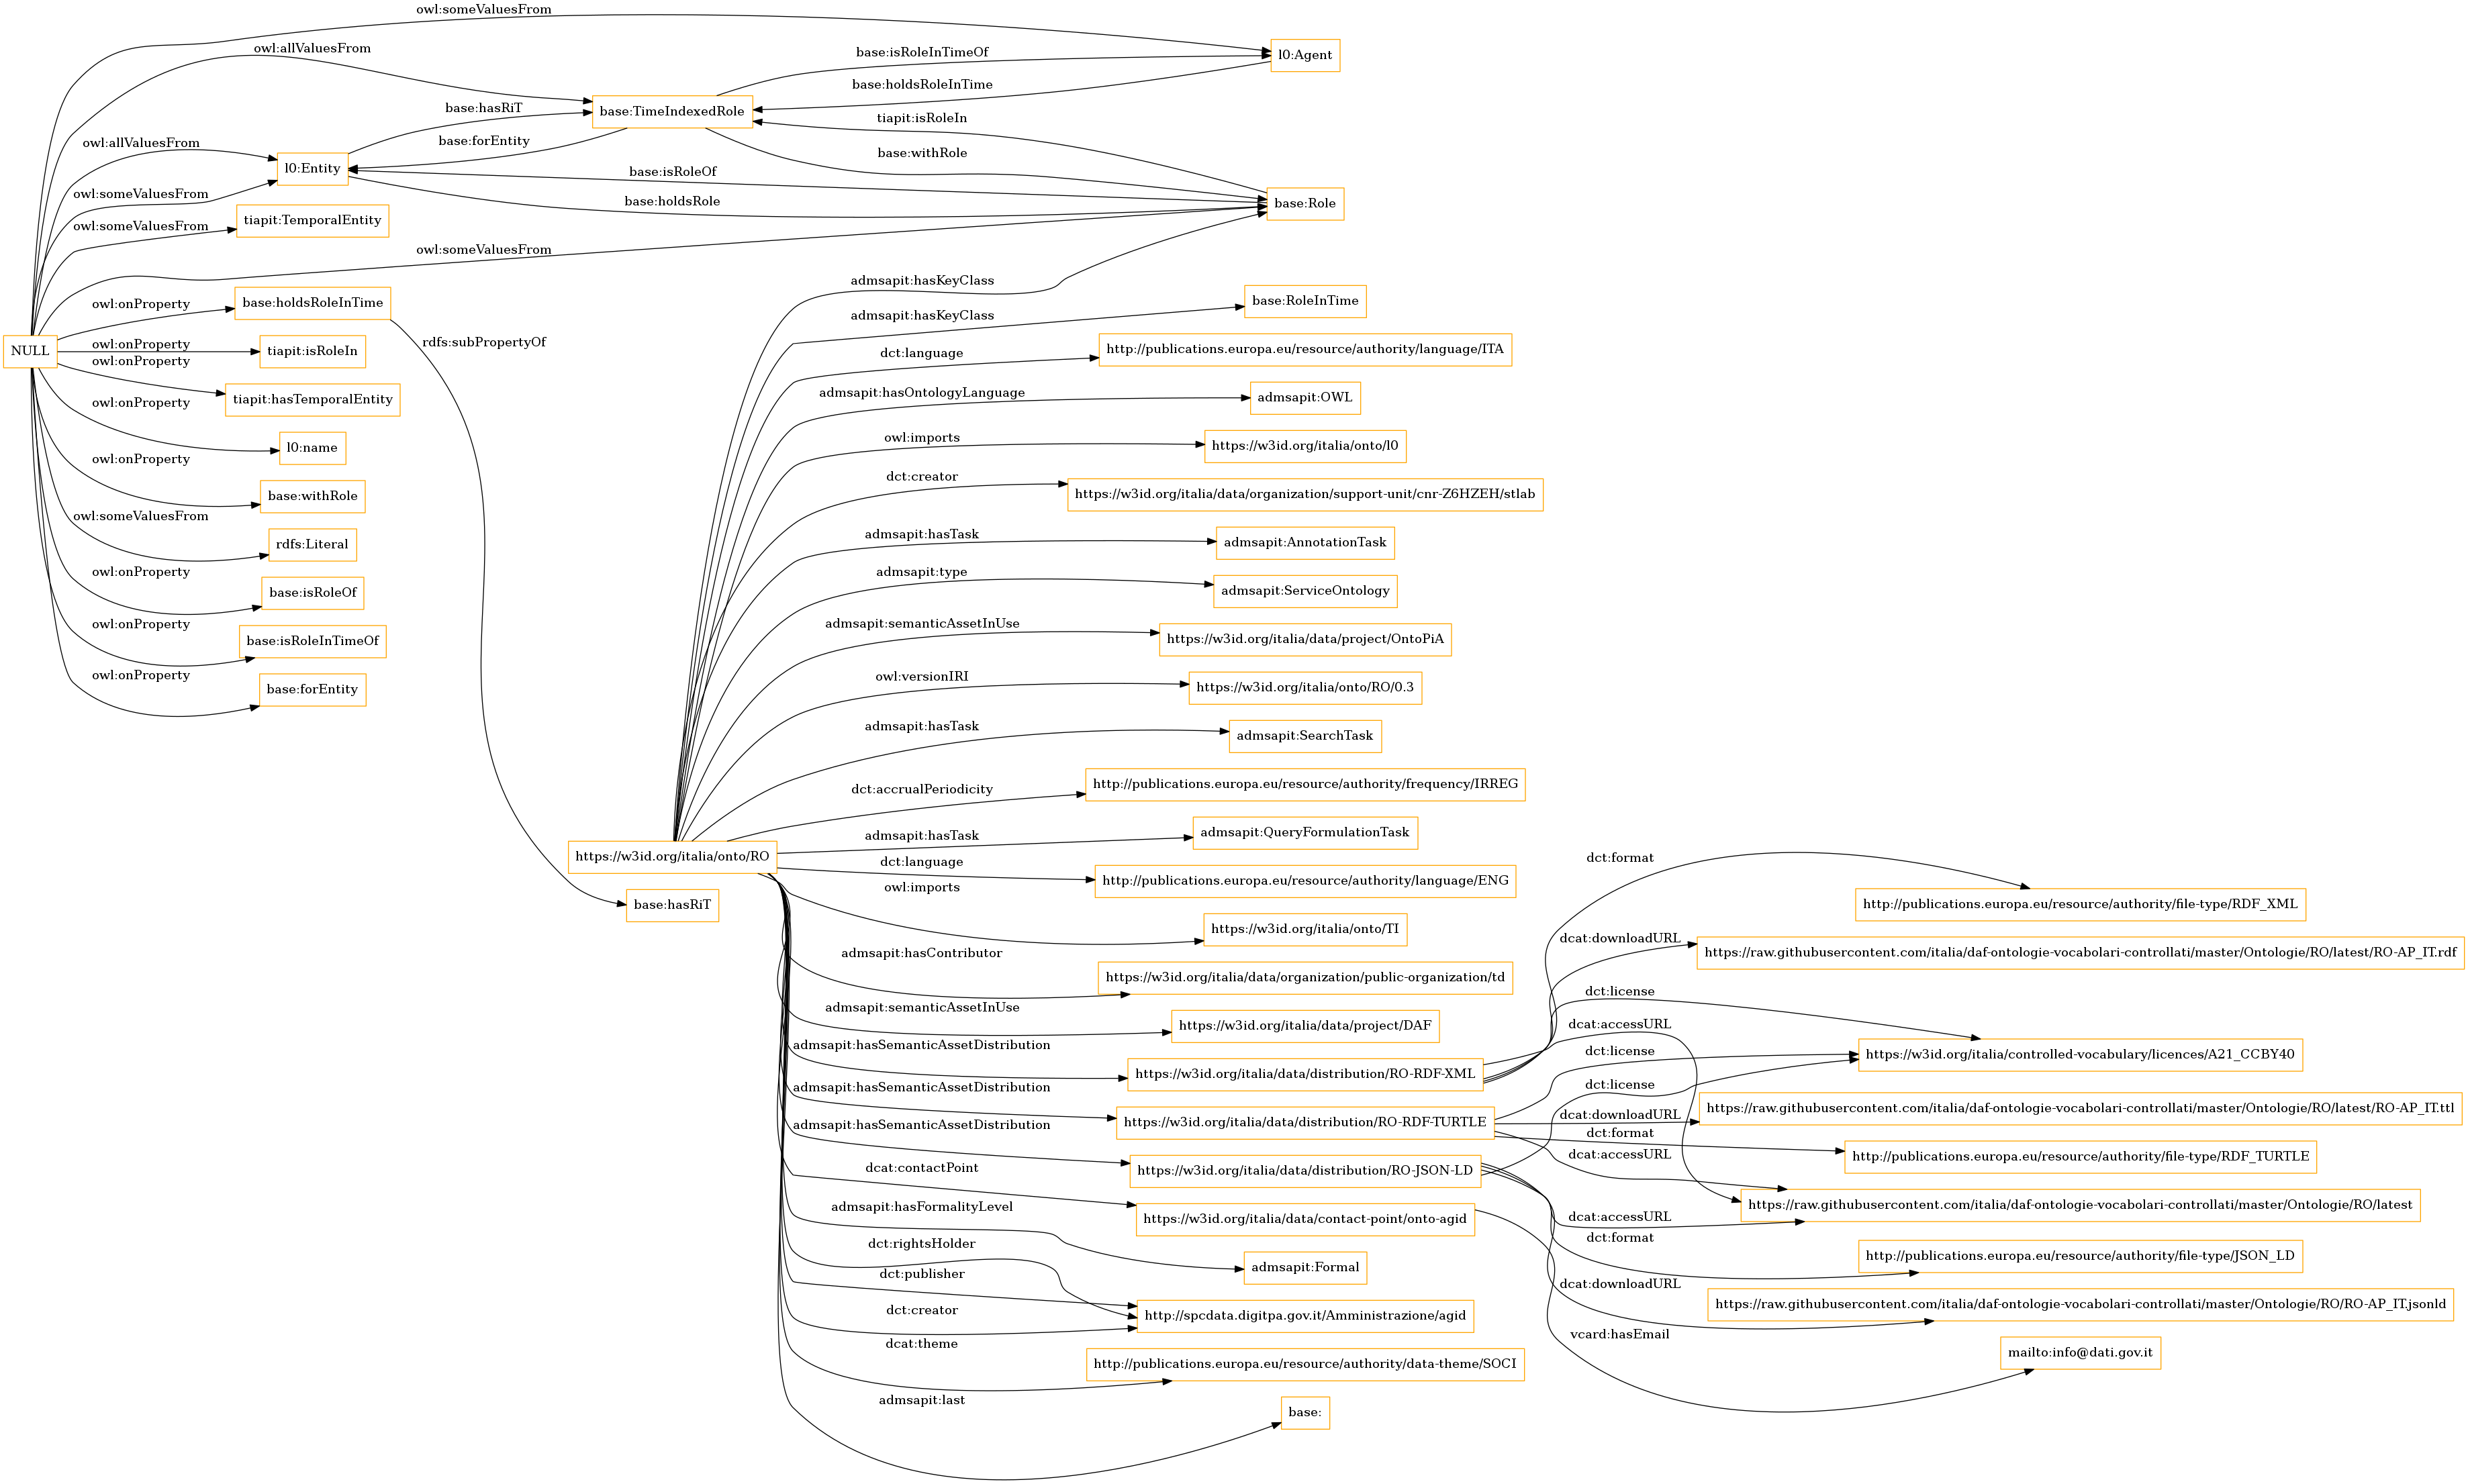 owl:someValuesFrom
l0:Agent
owl:allValuesFrom
base:isRoleInTimeOf
base:holdsRoleInTime
base:TimeIndexedRole
base:hasRiT
tiapit:isRoleIn
base:forEntity
owl:allValuesFrom
base:withRole
l0:Entity
base:isRoleOf
owl:someValuesFrom
base:holdsRole
base:Role
tiapit:TemporalEntity
owl:someValuesFrom
owl:someValuesFrom
admsapit:hasKeyClass
base:holdsRoleInTime
owl:onProperty
base:RoleInTime
admsapit:hasKeyClass
rdfs:subPropertyOf
NULL
owl:onProperty
tiapit:isRoleIn
http://publications.europa.eu/resource/authority/language/ITA
dct:language
owl:onProperty
tiapit:hasTemporalEntity
admsapit:hasOntologyLanguage
admsapit:OWL
owl:onProperty
owl:imports
https://w3id.org/italia/onto/l0
l0:name
owl:onProperty
dct:creator
https://w3id.org/italia/data/organization/support-unit/cnr-Z6HZEH/stlab
base:withRole
owl:someValuesFrom
admsapit:hasTask
admsapit:AnnotationTask
rdfs:Literal
owl:onProperty
admsapit:type
admsapit:ServiceOntology
base:isRoleOf
owl:onProperty
admsapit:semanticAssetInUse
https://w3id.org/italia/data/project/OntoPiA
base:isRoleInTimeOf
owl:onProperty
owl:versionIRI
https://w3id.org/italia/onto/RO/0.3
base:forEntity
admsapit:hasTask
admsapit:SearchTask
dct:accrualPeriodicity
http://publications.europa.eu/resource/authority/frequency/IRREG
admsapit:hasTask
admsapit:QueryFormulationTask
https://w3id.org/italia/onto/RO
dct:language
http://publications.europa.eu/resource/authority/language/ENG
dct:format
http://publications.europa.eu/resource/authority/file-type/RDF_XML
base:hasRiT
owl:imports
https://w3id.org/italia/onto/TI
dcat:downloadURL
https://raw.githubusercontent.com/italia/daf-ontologie-vocabolari-controllati/master/Ontologie/RO/latest/RO-AP_IT.rdf
admsapit:hasContributor
https://w3id.org/italia/data/organization/public-organization/td
dct:license
admsapit:semanticAssetInUse
https://w3id.org/italia/data/project/DAF
dcat:accessURL
admsapit:hasSemanticAssetDistribution
https://w3id.org/italia/data/distribution/RO-RDF-XML
dct:license
https://w3id.org/italia/controlled-vocabulary/licences/A21_CCBY40
admsapit:hasSemanticAssetDistribution
dct:license
https://w3id.org/italia/data/distribution/RO-RDF-TURTLE
dcat:downloadURL
https://raw.githubusercontent.com/italia/daf-ontologie-vocabolari-controllati/master/Ontologie/RO/latest/RO-AP_IT.ttl
admsapit:hasSemanticAssetDistribution
dct:format
http://publications.europa.eu/resource/authority/file-type/RDF_TURTLE
dcat:accessURL
https://w3id.org/italia/data/distribution/RO-JSON-LD
dcat:contactPoint
https://raw.githubusercontent.com/italia/daf-ontologie-vocabolari-controllati/master/Ontologie/RO/latest
https://w3id.org/italia/data/contact-point/onto-agid
dcat:accessURL
admsapit:hasFormalityLevel
dct:format
http://publications.europa.eu/resource/authority/file-type/JSON_LD
dct:rightsHolder
admsapit:Formal
dct:publisher
dcat:downloadURL
https://raw.githubusercontent.com/italia/daf-ontologie-vocabolari-controllati/master/Ontologie/RO/RO-AP_IT.jsonld
dct:creator
http://spcdata.digitpa.gov.it/Amministrazione/agid
vcard:hasEmail
mailto:info@dati.gov.it
dcat:theme
http://publications.europa.eu/resource/authority/data-theme/SOCI
admsapit:last
base: